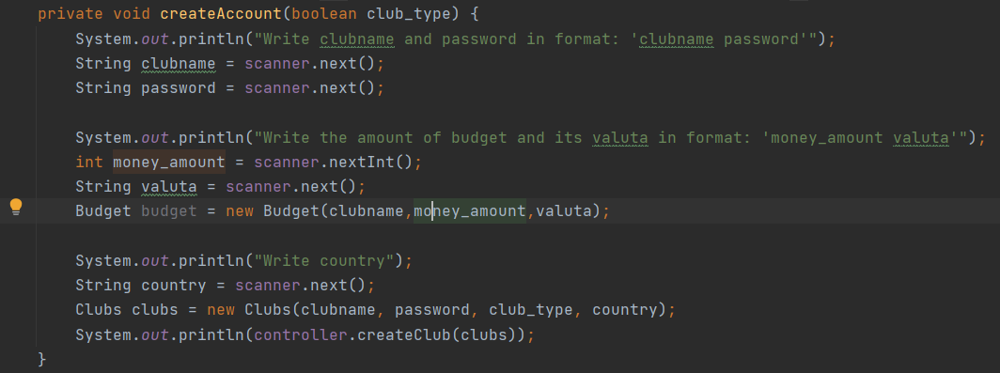 private void createAccount(boolean club_type) {
    System.out.println("Write clubname and password in format: 'clubname password'");
    String clubname = scanner.next();
    String password = scanner.next();

    System.out.println("Write the amount of budget and its valuta in format: 'money_amount valuta'");
    int money_amount = scanner.nextInt();
    String valuta = scanner.next();
    Budget budget = new Budget(clubname,money_amount,valuta);

    System.out.println("Write country");
    String country = scanner.next();
    Clubs clubs = new Clubs(clubname, password, club_type, country);
    System.out.println(controller.createClub(clubs));
}